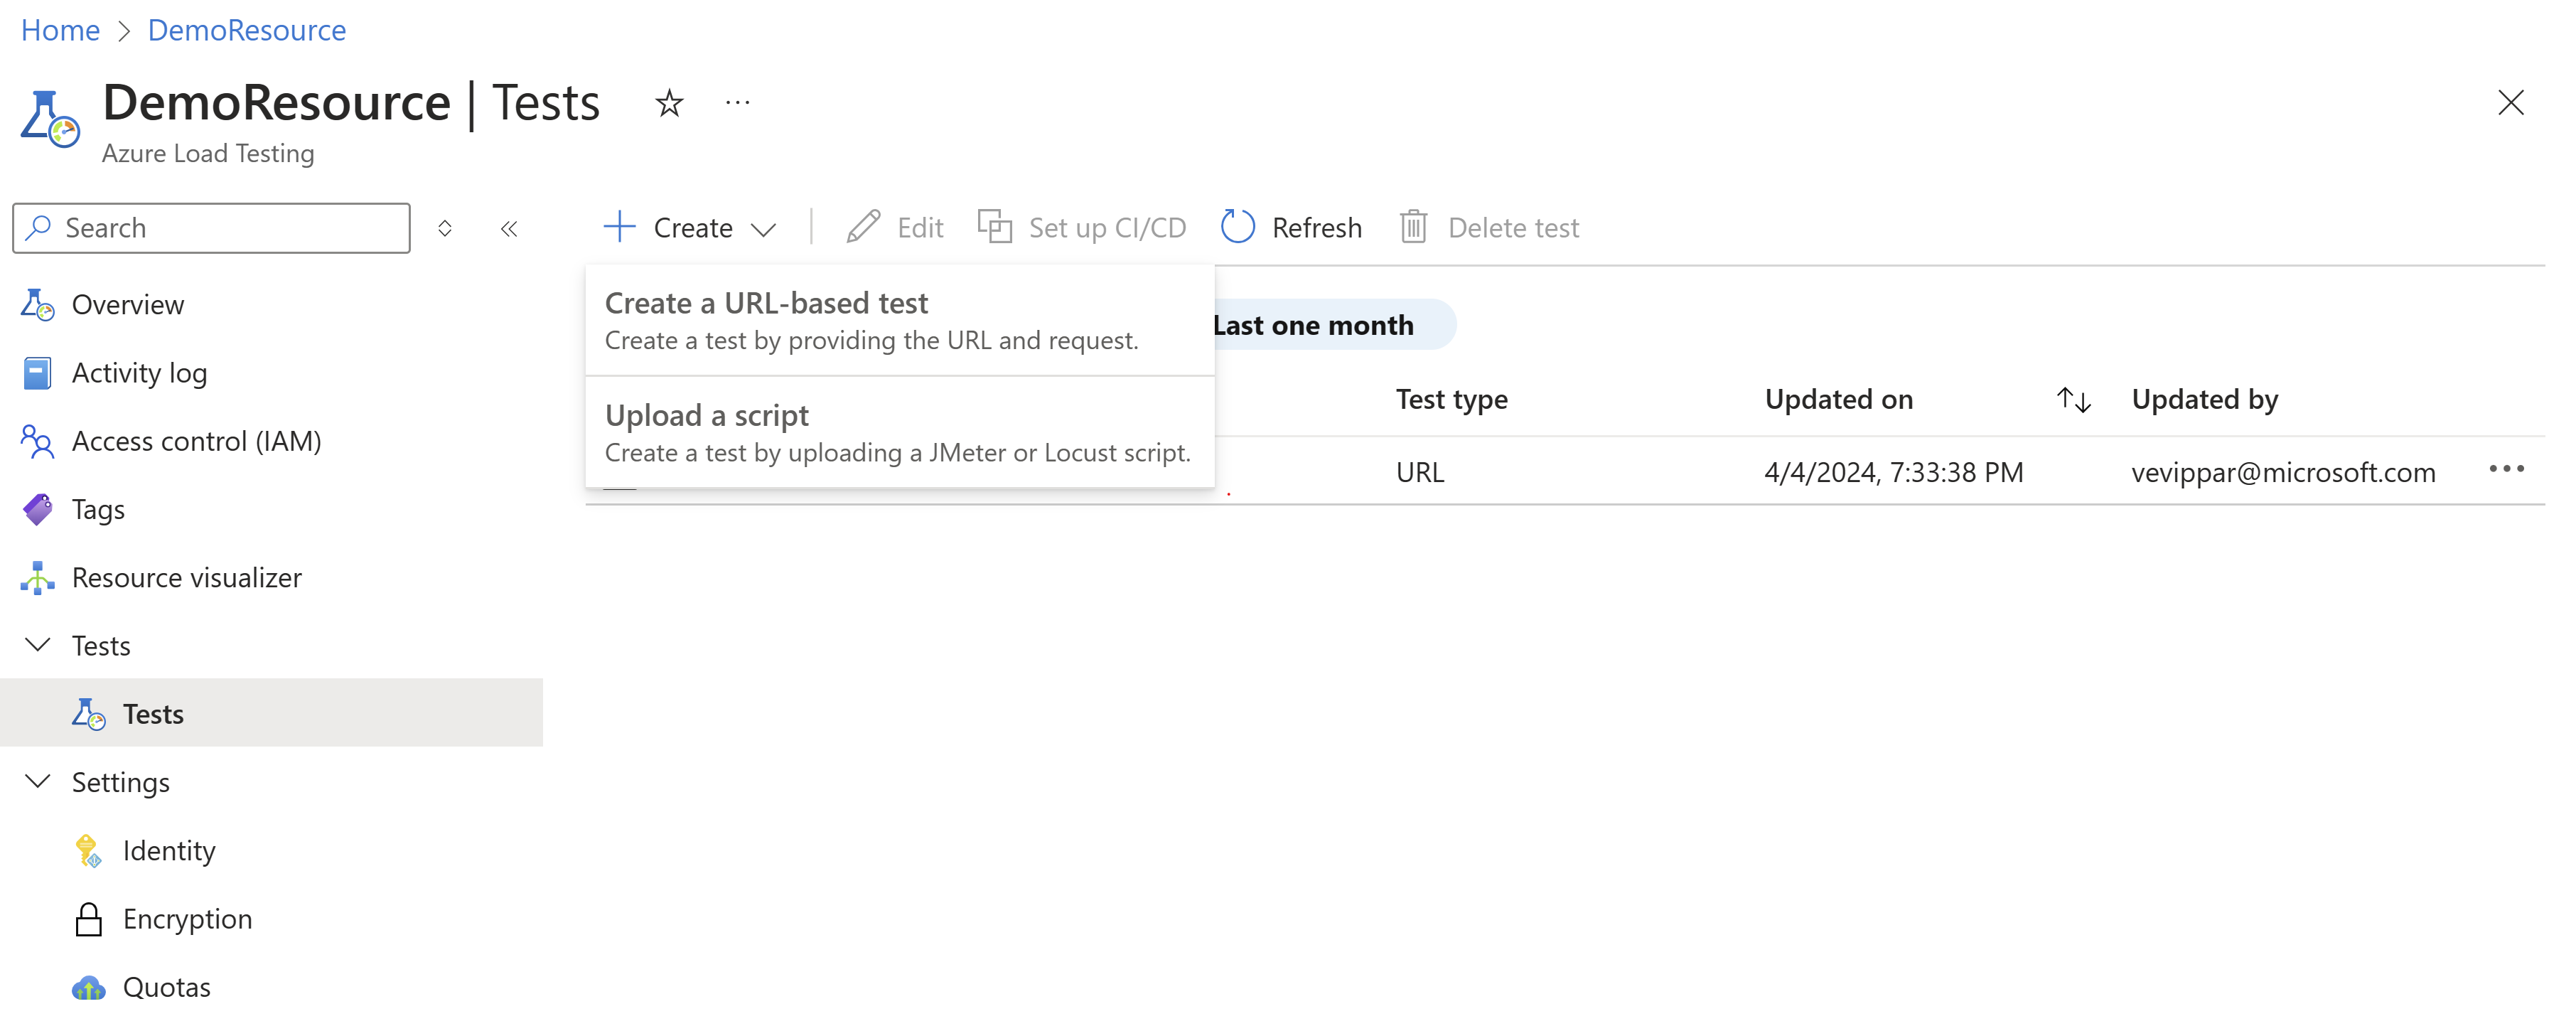 Home > DemoResource
DemoResource | Tests
Azure Load Testing
Search
Overview
Activity log
Access control (IAM)
Tags
Resource visualizer
Tests
Tests
Settings
Identity
Encryption
Quotas
Create Edit Set up CI/CD Refresh Delete test
Create a URL-based test
Create a test by providing the URL and request.
Upload a script
Create a test by uploading a JMeter or Locust script.
Last one month
Test type Updated on Updated by
URL 4/4/2024, 7:33:38 PM vevippar@microsoft.com